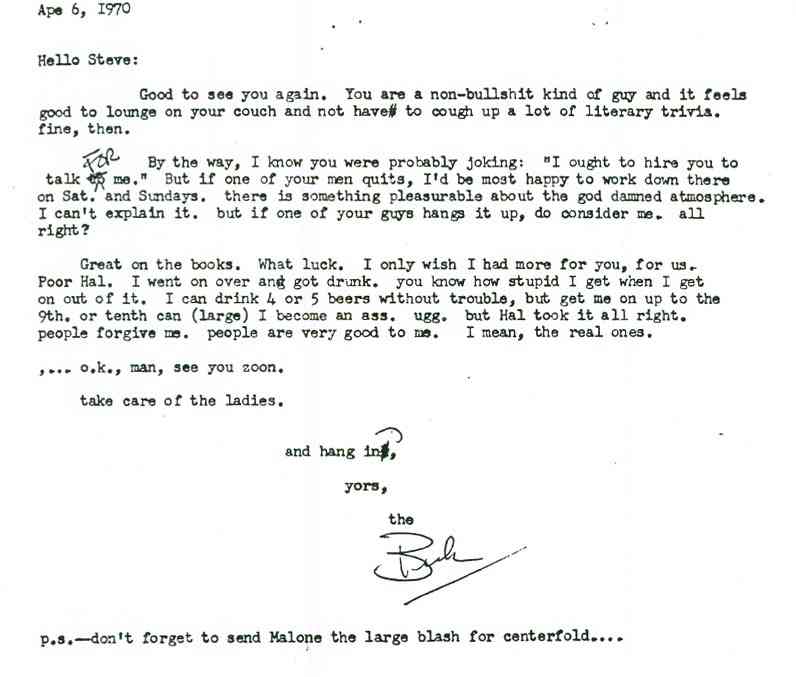 Ape 6, 1970
Hello Steve:
Good to see you again. You are a non-bullshit kind of guy and it feels
good to lounge on your couch and not have# to cough up a lot of literary trivia.
fine, then.
FOR
By the way, I know you were probably joking: "I ought to hire you to
talk me." But if one of your men quits, I'd be most happy to work down there
on Sat. and Sundays. there is something pleasurable about the god damned atmosphere.
I can't explain it. but if one of your guys hangs it up, do consider me. all
right?
Great on the books. What luck. I only wish I had more for you, for us.
Poor Hal. I went on over and got drunk. you know how stupid I get when I get
on out of it. I can drink 4 or 5 beers without trouble, but get me on up to the
9th. or tenth can (large) I become an ass. ugg. but Hal took it all right.
people forgive me. people are very good to me. I mean, the real ones.
,... o.k., man, see you zoon.
take care of the ladies.
and hang in,
yors,
the
Buk
p.s.—don't forget to send Malone the large blash for centerfold....